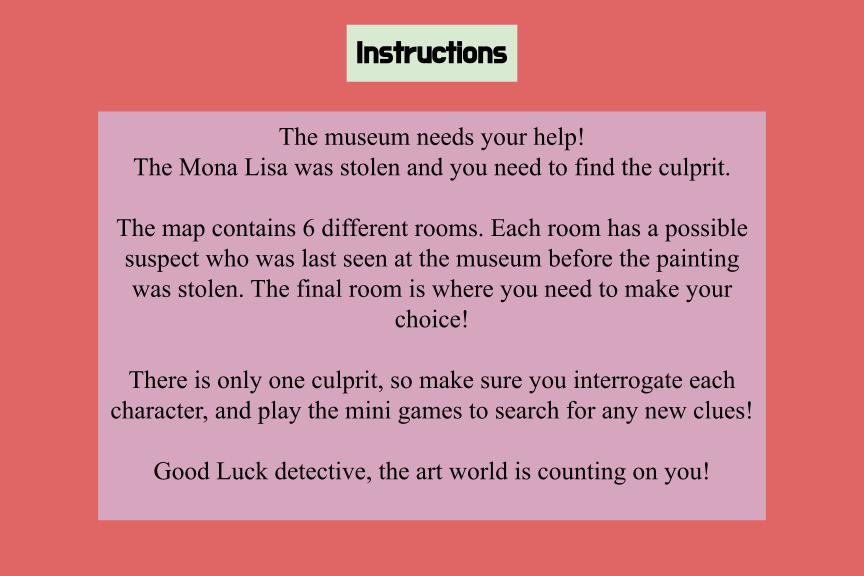 Instructions
The museum needs your help!
The Mona Lisa was stolen and you need to find the culprit.
The map contains 6 different rooms. Each room has a possible
suspect who was last seen at the museum before the painting
was stolen. The final room is where you need to make your
choice!
There is only one culprit, so make sure you interrogate each
character, and play the mini games to search for any new clues!
Good Luck detective, the art world is counting on you!